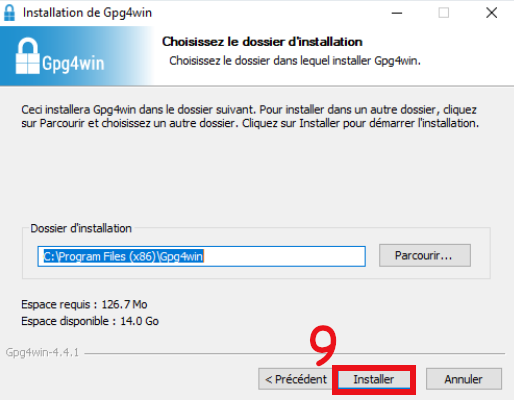 Installation de Gpg4win
Gpg4win
Choisissez le dossier d'installation
Choisissez le dossier dans lequel installer Gpg4win.
Ceci installera Gpg4win dans le dossier suivant. Pour installer dans un autre dossier, cliquez
sur Parcourir et choisissez un autre dossier. Cliquez sur Installer pour démarrer l'installation.
Dossier d'installation
C:\Program Files (x86)\Gpg4win
Parcourir...
Espace requis : 126.7 Mo
Espace disponible : 14.0 Go
Gpg4win-4.4.1
9
< Précédent
Installer
Annuler